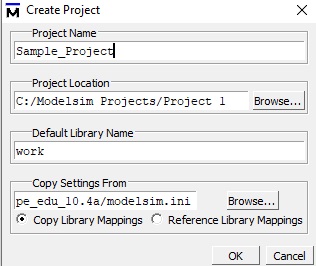 Create Project
Project Name
Sample_Project
Project Location
C:/Modelsim Projects/Project 1
Browse...
Default Library Name
work
Copy Settings From
pe_edu_10.4a/modelsim.ini
Browse...
Copy Library Mappings
Reference Library Mappings
OK
Cancel